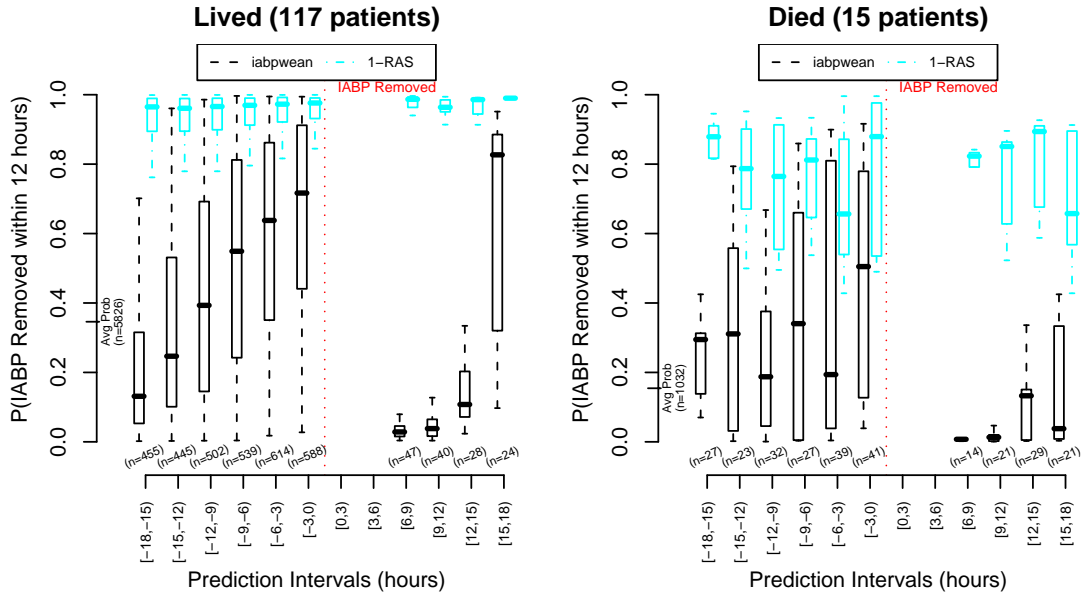 Lived (117 patients)
iabpwean 1−RAS
IABP Removed
P(IABP Removed within 12 hours)
1.0
0.8
0.6
0.4
0.2
0.0
Avg Prob
(n=5826)
(n=455) (n=445) (n=502) (n=539) (n=614) (n=588) (n=47) (n=40) (n=28) (n=24)
[−18,−15) [−15,−12) [−12,−9) [−9,−6) [−6,−3) [−3,0) [0,3) [3,6) [6,9) [9,12) [12,15) [15,18)
Prediction Intervals (hours)
Died (15 patients)
iabpwean 1−RAS
IABP Removed
P(IABP Removed within 12 hours)
1.0
0.8
0.6
0.4
0.2
0.0
Avg Prob
(n=1032)
(n=27) (n=23) (n=32) (n=27) (n=39) (n=41) (n=14) (n=21) (n=29) (n=21)
[−18,−15) [−15,−12) [−12,−9) [−9,−6) [−6,−3) [−3,0) [0,3) [3,6) [6,9) [9,12) [12,15) [15,18)
Prediction Intervals (hours)